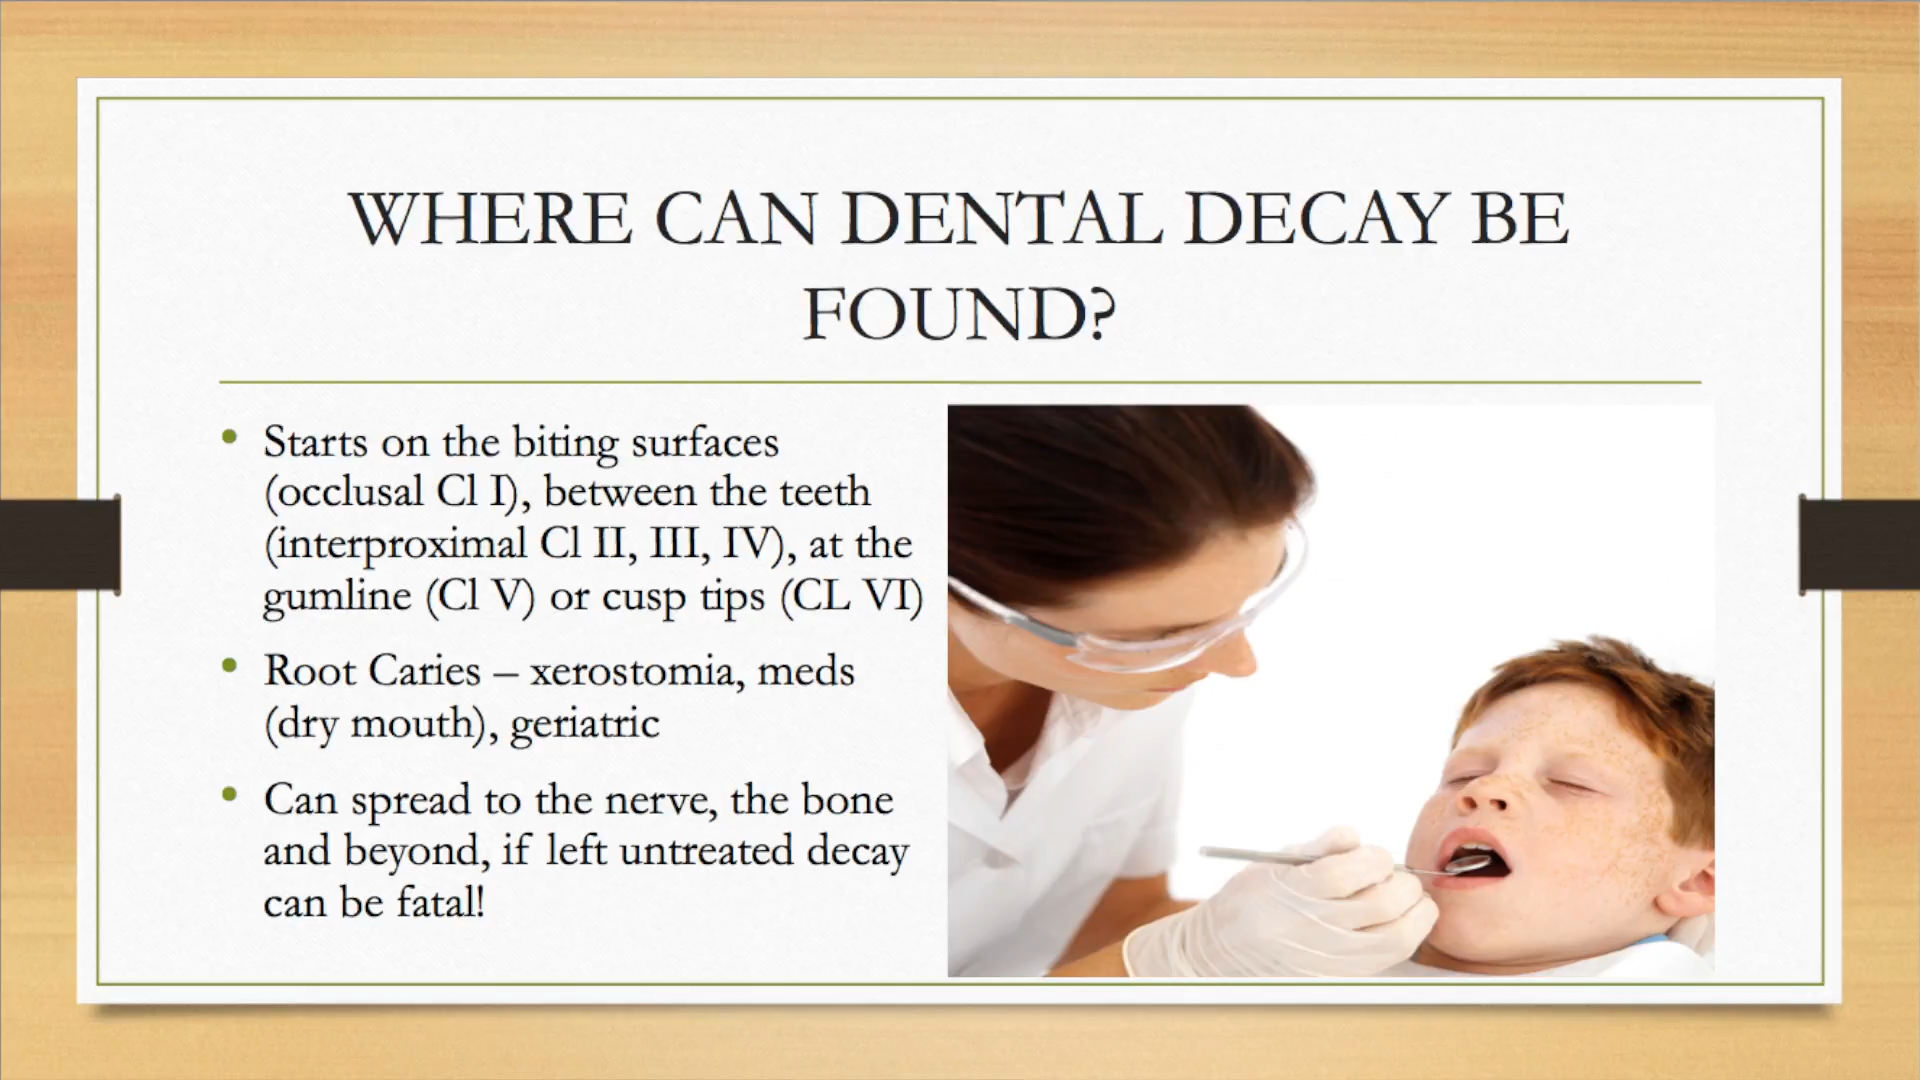 WHERE CAN DENTAL DECAY BE
FOUND?
• Starts on the biting surfaces
(occlusal Cl I), between the teeth
(interproximal Cl II, III, IV), at the
gumline (Cl V) or cusp tips (CL VI)
• Root Caries – xerostomia, meds
(dry mouth), geriatric
• Can spread to the nerve, the bone
and beyond, if left untreated decay
can be fatal!